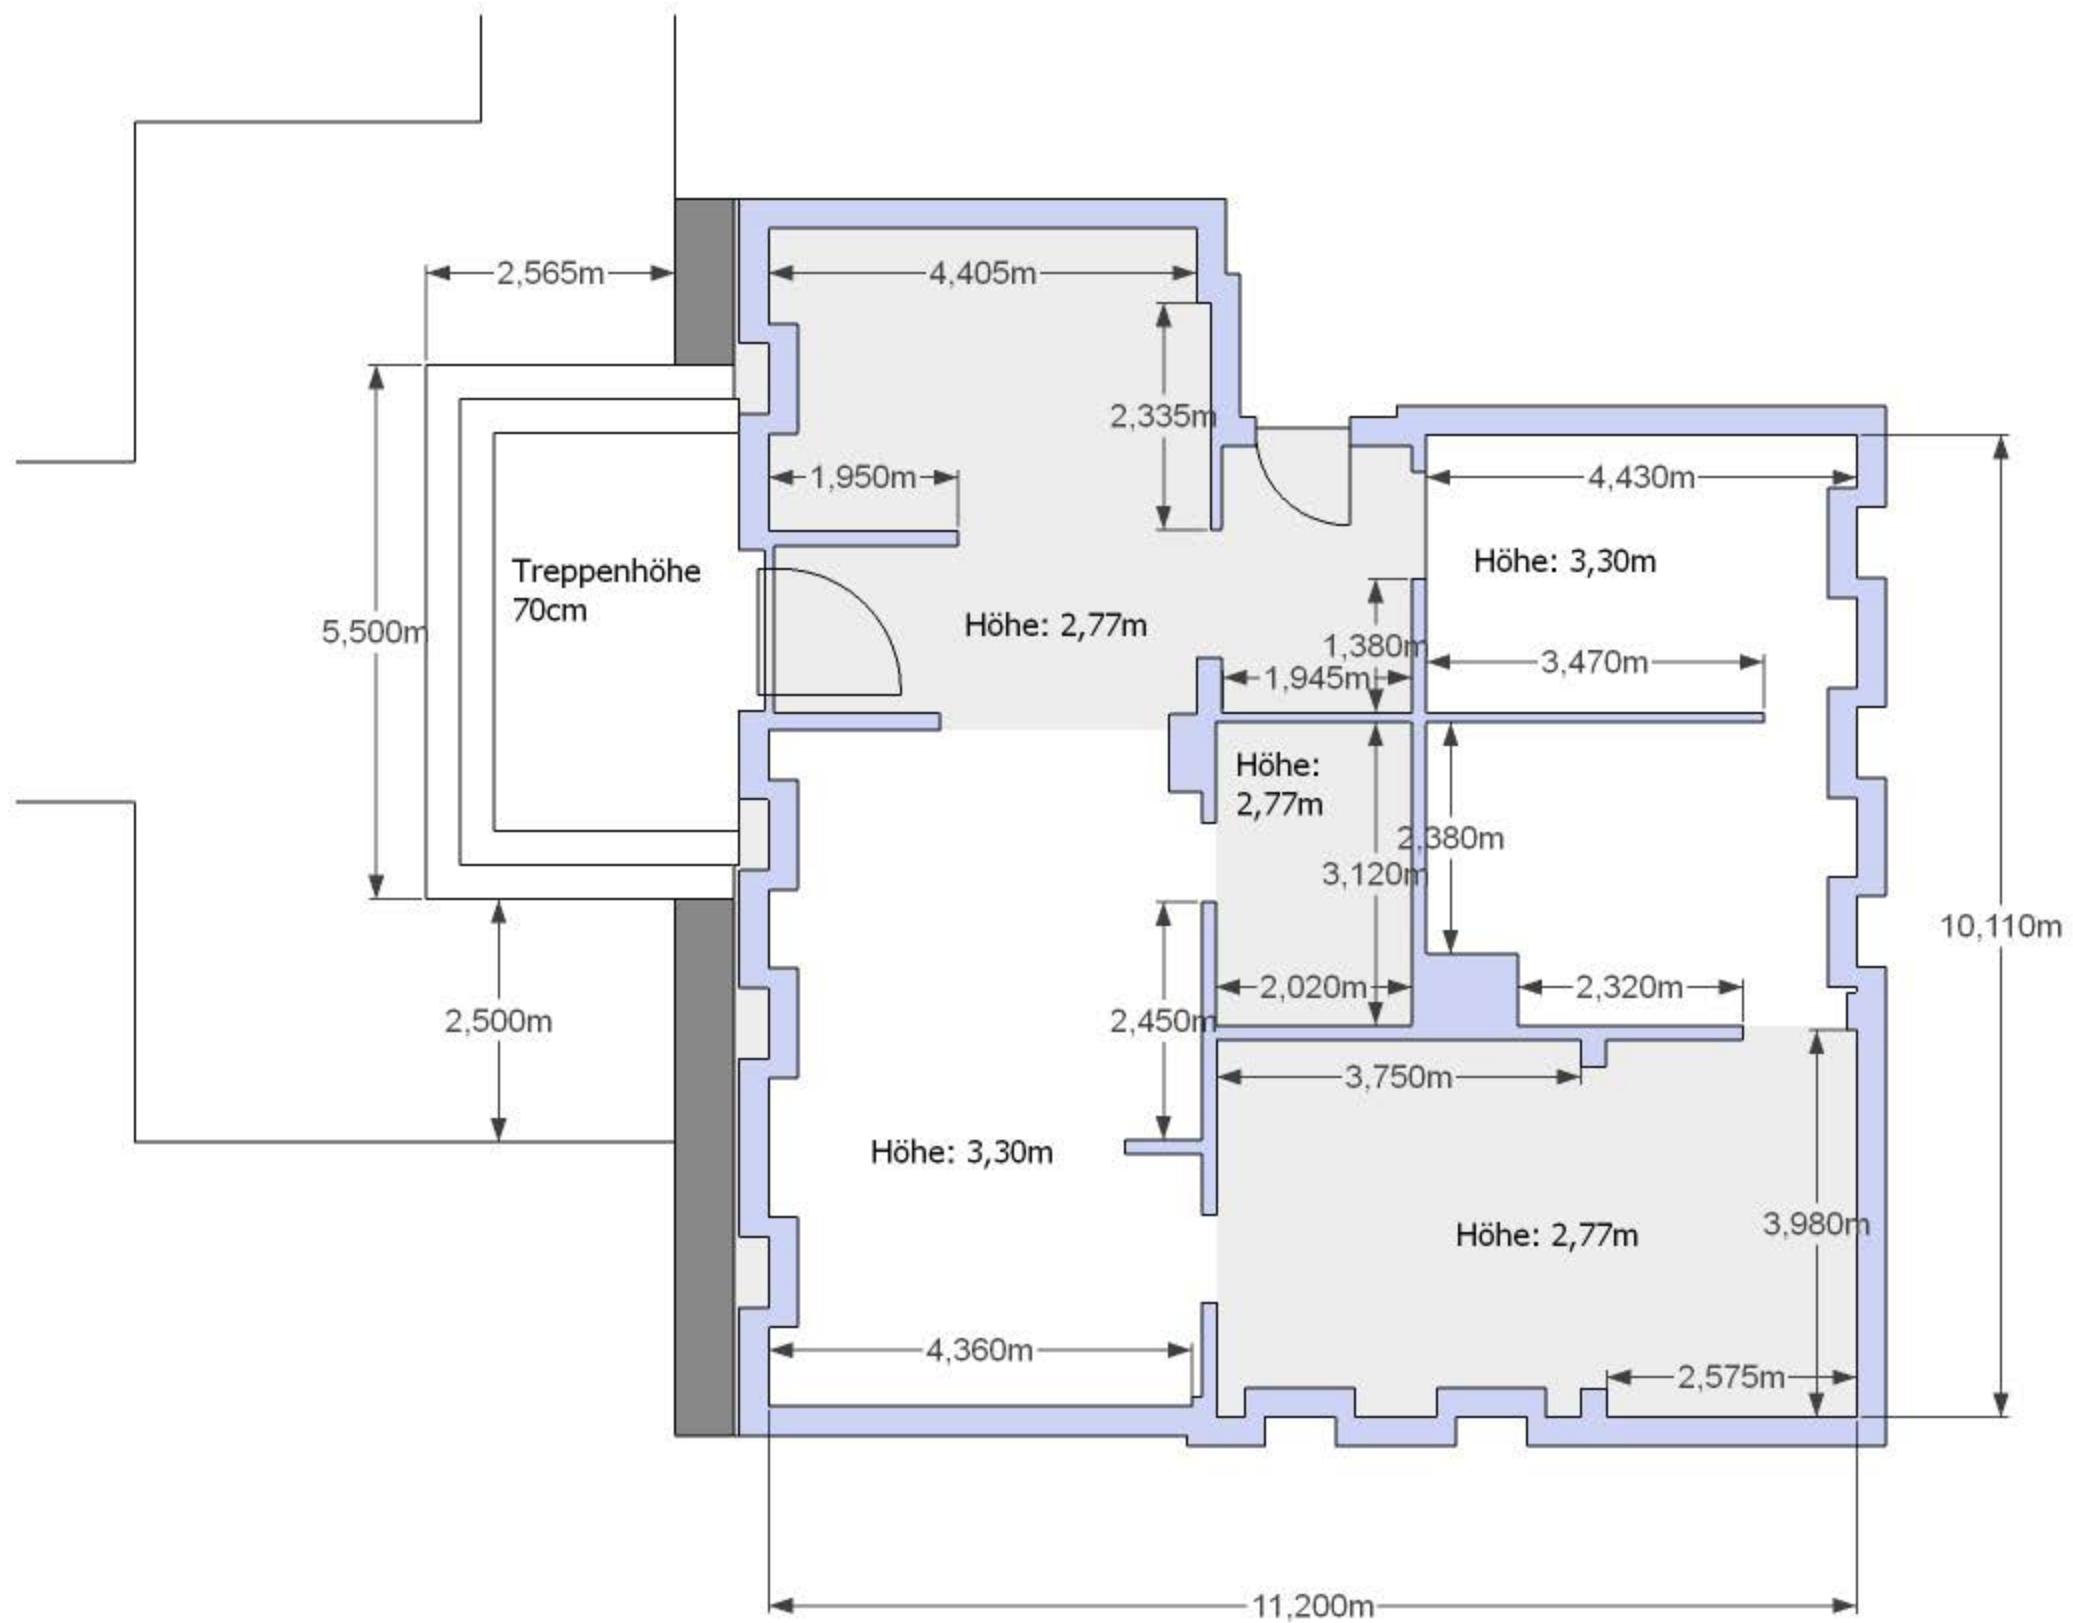 2,565m
4,405m
2,335m
1,950m
4,430m
Höhe: 3,30m
Treppenhöhe
70cm
5,500m
Höhe: 2,77m
1,380m
3,470m
1,945m
Höhe:
2,77m
2,380m
3,120m
10,110m
2,020m
2,320m
2,500m
2,450m
3,750m
Höhe: 3,30m
Höhe: 2,77m
3,980m
4,360m
2,575m
11,200m